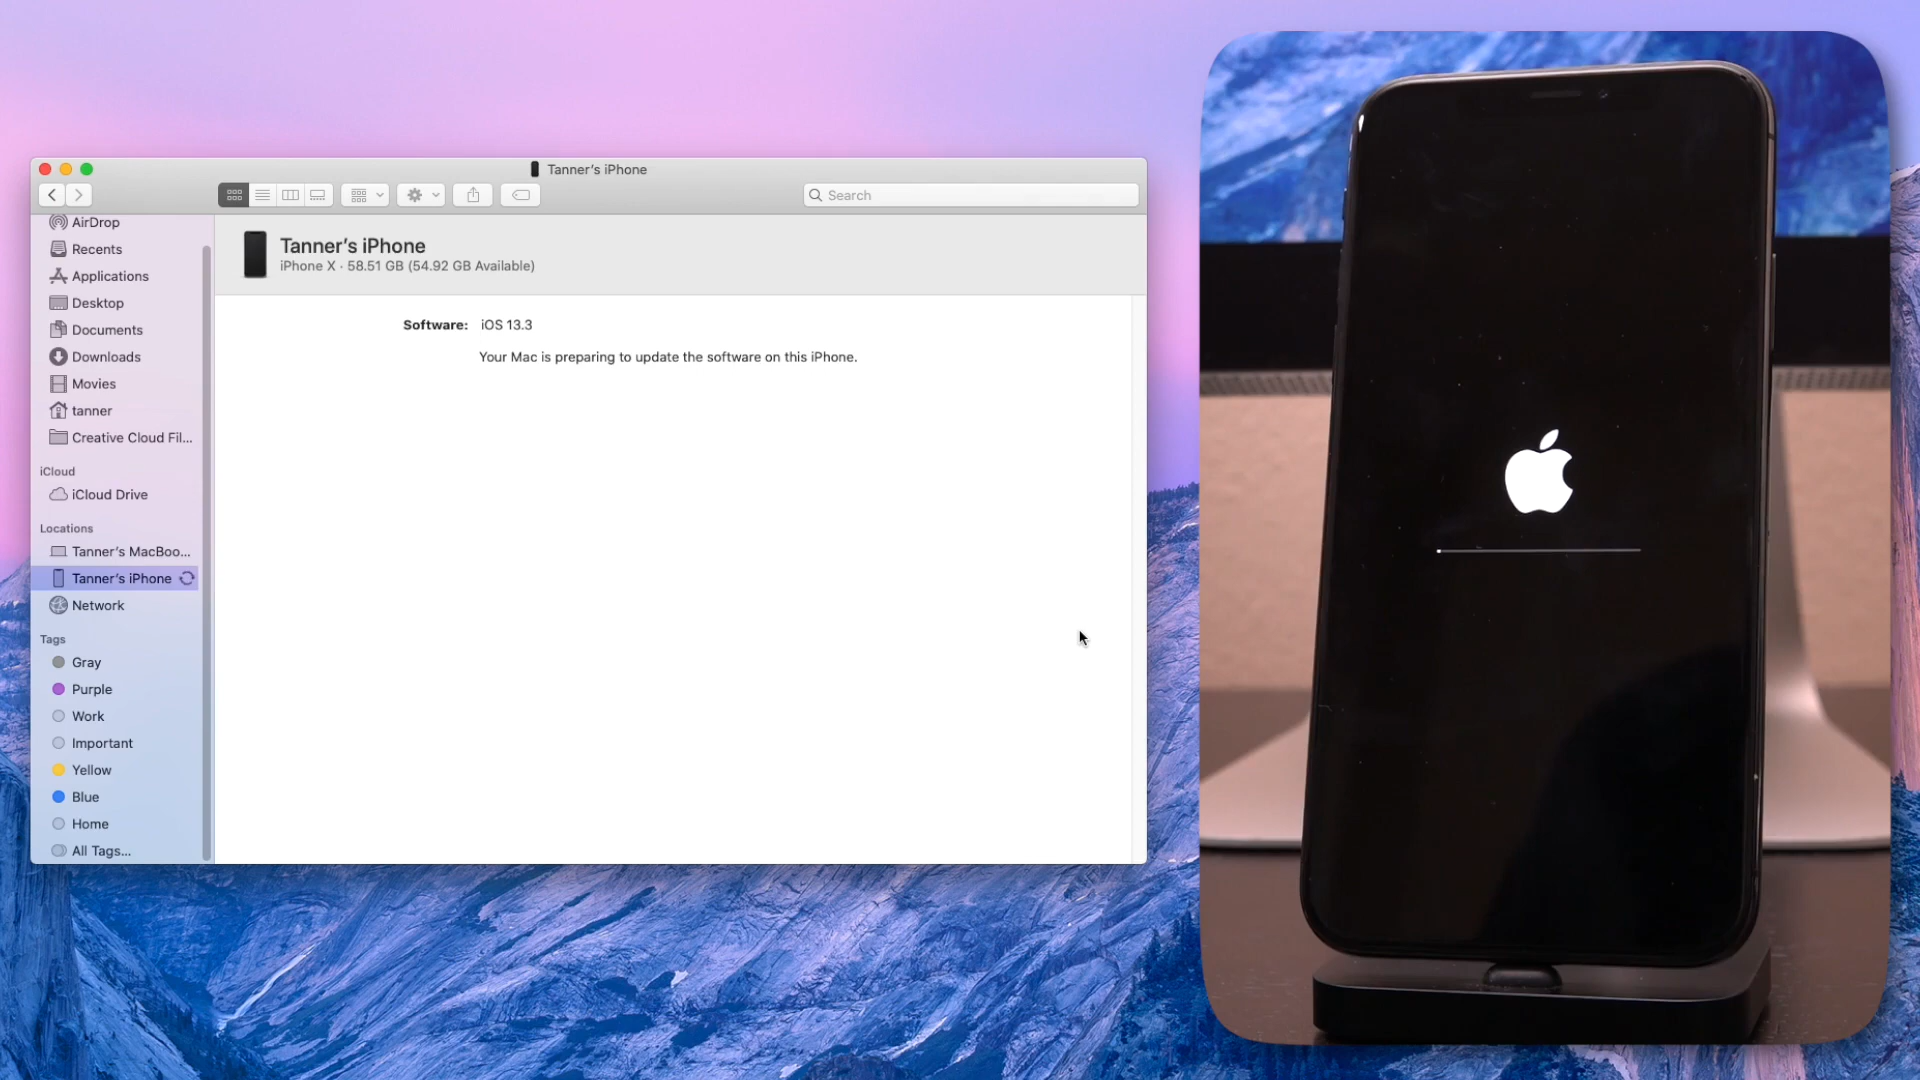 Tanner's iPhone
Search
AirDrop
Recents
Applications
Desktop
Documents
Downloads
Movies
tanner
Creative Cloud Fil...
iCloud
iCloud Drive
Locations
Tanner's MacBoo...
Tanner's iPhone
Network
Tags
Gray
Purple
Work
Important
Yellow
Blue
Home
All Tags...
Tanner's iPhone
iPhone X · 58.51 GB (54.92 GB Available)
Software: iOS 13.3
Your Mac is preparing to update the software on this iPhone.